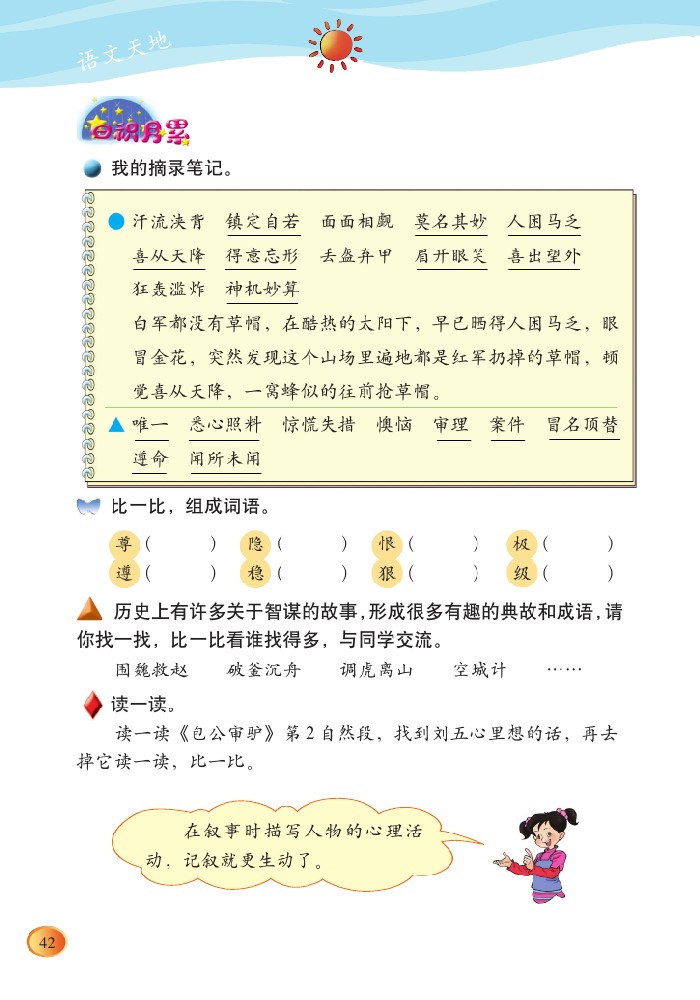 语文天地
日积月累
我的摘录笔记。
汗流浃背 镇定自若 面面相觑 莫名其妙 人困马乏
喜从天降 得意忘形 丢盔弃甲 眉开眼笑 喜出望外
狂轰滥炸 神机妙算
白军都没有草帽，在酷热的太阳下，早已晒得人困马乏，眼
冒金花，突然发现这个山场里遍地都是红军扔掉的草帽，顿
觉喜从天降，一窝蜂似的往前抢草帽。
唯一 悉心照料 惊慌失措 懊恼 审理 案件 冒名顶替
遵命 闻所未闻
比一比，组成词语。
尊（ ） 隐（ ） 恨（ ） 极（ ）
遵（ ） 稳（ ） 狠（ ） 级（ ）
历史上有许多关于智谋的故事，形成很多有趣的典故和成语，请
你找一找，比一比看谁找得多，与同学交流。
围魏救赵 破釜沉舟 调虎离山 空城计 ……
读一读。
读一读《包公审驴》第2自然段，找到刘五心里想的话，再去
掉它读一读，比一比。
在叙事时描写人物的心理活
动，记叙就更生动了。
42